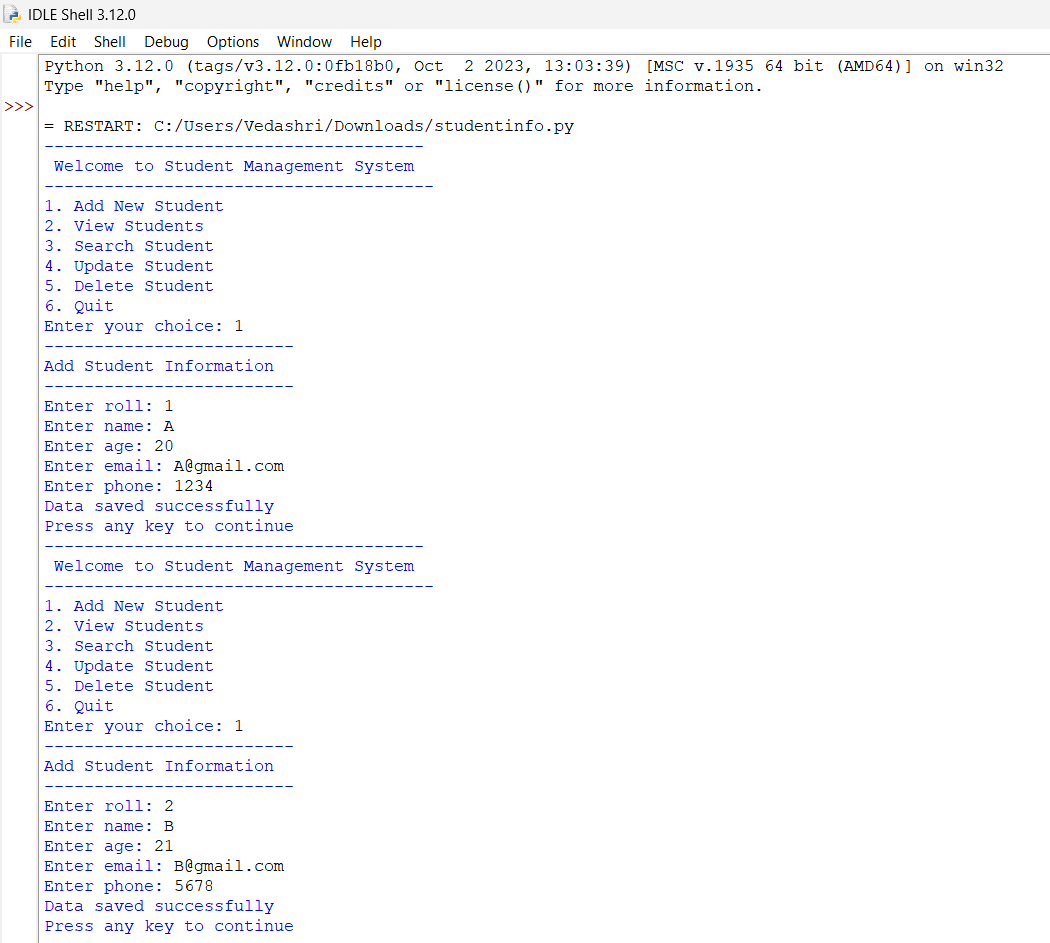 IDLE Shell 3.12.0
File Edit Shell Debug Options Window Help
Python 3.12.0 (tags/v3.12.0:0fb18b0, Oct  2 2023, 13:03:39) [MSC v.1935 64 bit (AMD64)] on win32
Type "help", "copyright", "credits" or "license()" for more information.
>>>
= RESTART: C:/Users/Vedashri/Downloads/studentinfo.py
--------------------------------------
 Welcome to Student Management System
---------------------------------------
1. Add New Student
2. View Students
3. Search Student
4. Update Student
5. Delete Student
6. Quit
Enter your choice: 1
-------------------------
Add Student Information
-------------------------
Enter roll: 1
Enter name: A
Enter age: 20
Enter email: A@gmail.com
Enter phone: 1234
Data saved successfully
Press any key to continue
--------------------------------------
 Welcome to Student Management System
---------------------------------------
1. Add New Student
2. View Students
3. Search Student
4. Update Student
5. Delete Student
6. Quit
Enter your choice: 1
-------------------------
Add Student Information
-------------------------
Enter roll: 2
Enter name: B
Enter age: 21
Enter email: B@gmail.com
Enter phone: 5678
Data saved successfully
Press any key to continue